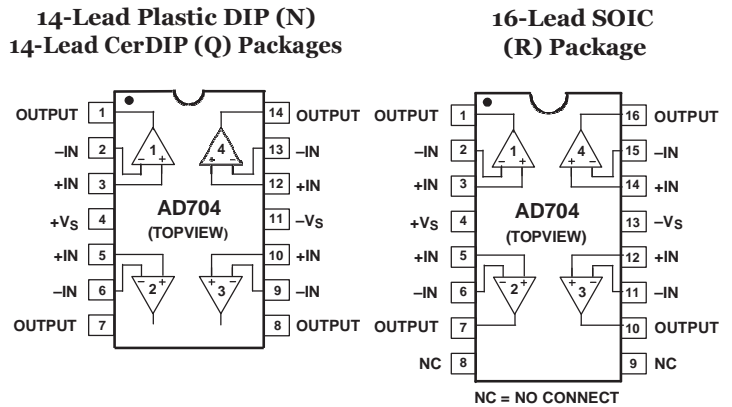 14-Lead Plastic DIP (N)
14-Lead CerDIP (Q) Packages
OUTPUT 1 14 OUTPUT
–IN 2 1 4 13 –IN
– + + –
+IN 3 12 +IN
AD704
+VS 4 11 –VS
(TOPVIEW)
+IN 5 10 +IN
– + + –
–IN 6 2 3 9 –IN
OUTPUT 7 8 OUTPUT
16-Lead SOIC
(R) Package
OUTPUT 1 16 OUTPUT
–IN 2 1 4 15 –IN
– + + –
+IN 3 14 +IN
AD704
+VS 4 13 –VS
(TOPVIEW)
+IN 5 12 +IN
– + + –
–IN 6 2 3 11 –IN
OUTPUT 7 10 OUTPUT
NC 8 9 NC
NC = NO CONNECT